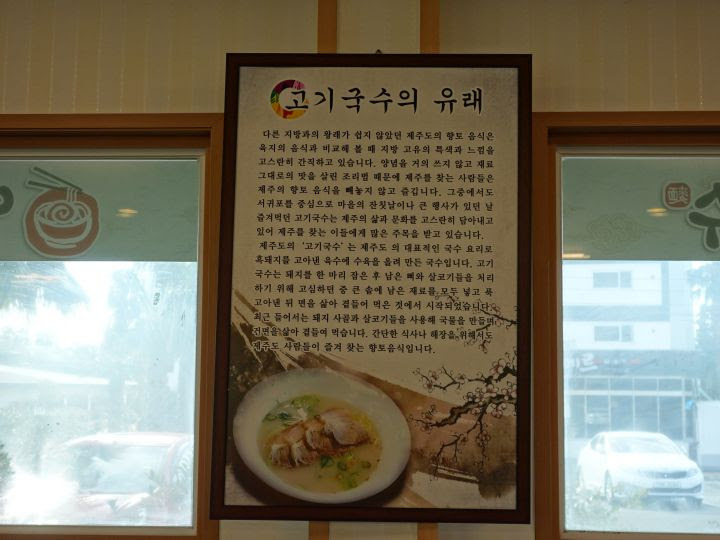 고기국수의 유래
다른 지방과의 왕래가 쉽지 않았던 제주도의 향토 음식은
육지의 음식과 비교해 볼 때 지방 고유의 특색과 느낌을
고스란히 간직하고 있습니다. 양념을 거의 쓰지 않고 재료
그대로의 맛을 살린 조리법 때문에 제주를 찾는 사람들은
제주의 향토 음식을 빼놓지 않고 즐깁니다. 그중에서도
서귀포를 중심으로 마을의 잔칫날이나 큰 행사가 있던 날
즐겨먹던 고기국수는 제주의 삶과 문화를 고스란히 담아내고
있어 제주를 찾는 이들에게 많은 주목을 받고 있습니다.
제주도의 '고기국수' 는 제주도 의 대표적인 국수 요리로
흑돼지를 고아낸 육수에 수육을 올려 만든 국수입니다. 고기
국수는 돼지를 한 마리 잡은 후 남은 뼈와 살코기들을 처리
하기 위해 고심하던 중 큰 솥에 남은 재료를 모두 넣고 푹
고아낸 뒤 면을 삶아 곁들여 먹은 것에서 시작되었습니다.
최근 들어서는 돼지 사골과 살코기들을 사용해 국물을 만들며
건면을 삶아 곁들여 먹습니다. 간단한 식사나 해장을 위해서도
제주도 사람들이 즐겨 찾는 향토음식입니다.